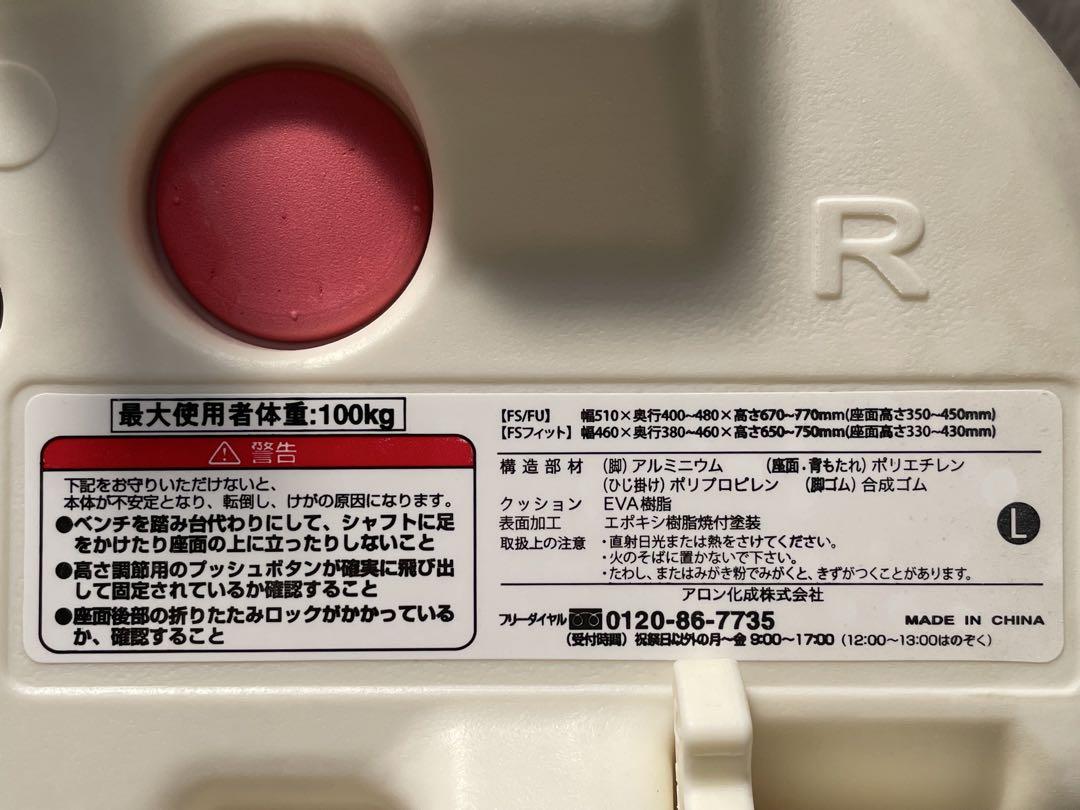 R
最大使用者体重:100kg
警告
下記をお守りいただけないと、
本体が不安定となり、転倒し、けがの原因になります。
●ベンチを踏み台代わりにして、シャフトに足
をかけたり座面の上に立ったりしないこと
●高さ調節用のプッシュボタンが確実に飛び出
して固定されているか確認すること
●座面後部の折りたたみロックがかかっている
か、確認すること
【FS/FU】 幅510×奥行400~480×高さ670~770mm(座面高さ350~450mm)
【FSフィット】 幅460×奥行380~460×高さ650~750mm(座面高さ330~430mm)
構造部材 (脚)アルミニウム (座面・背もたれ)ポリエチレン
(ひじ掛け)ポリプロピレン (脚ゴム)合成ゴム
クッション EVA樹脂
表面加工 エポキシ樹脂焼付塗装
取扱上の注意 ・直射日光または熱をさけてください。
・火のそばに置かないで下さい。
・たわし、またはみがき粉でみがくと、きずがつくことがあります。
L
アロン化成株式会社
フリーダイヤル 0120-86-7735 MADE IN CHINA
(受付時間) 祝祭日以外の月~金 9:00~17:00 (12:00~13:00はのぞく)